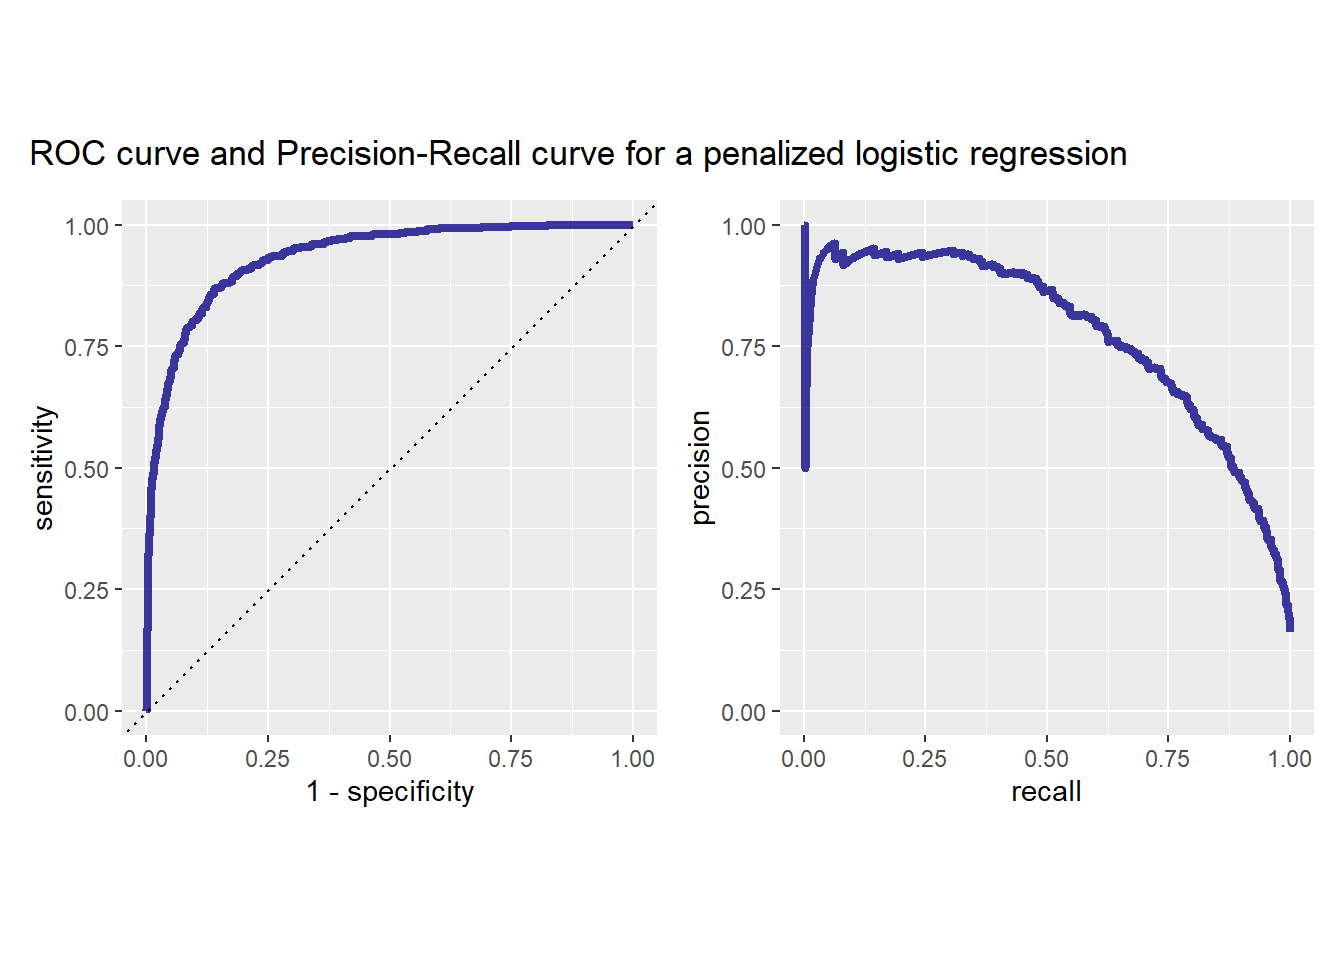 ROC curve and Precision-Recall curve for a penalized logistic regression
1.00
0.75
0.50
0.25
0.00
sensitivity
0.00 0.25 0.50 0.75 1.00
1 - specificity
1.00
0.75
0.50
0.25
0.00
precision
0.00 0.25 0.50 0.75 1.00
recall